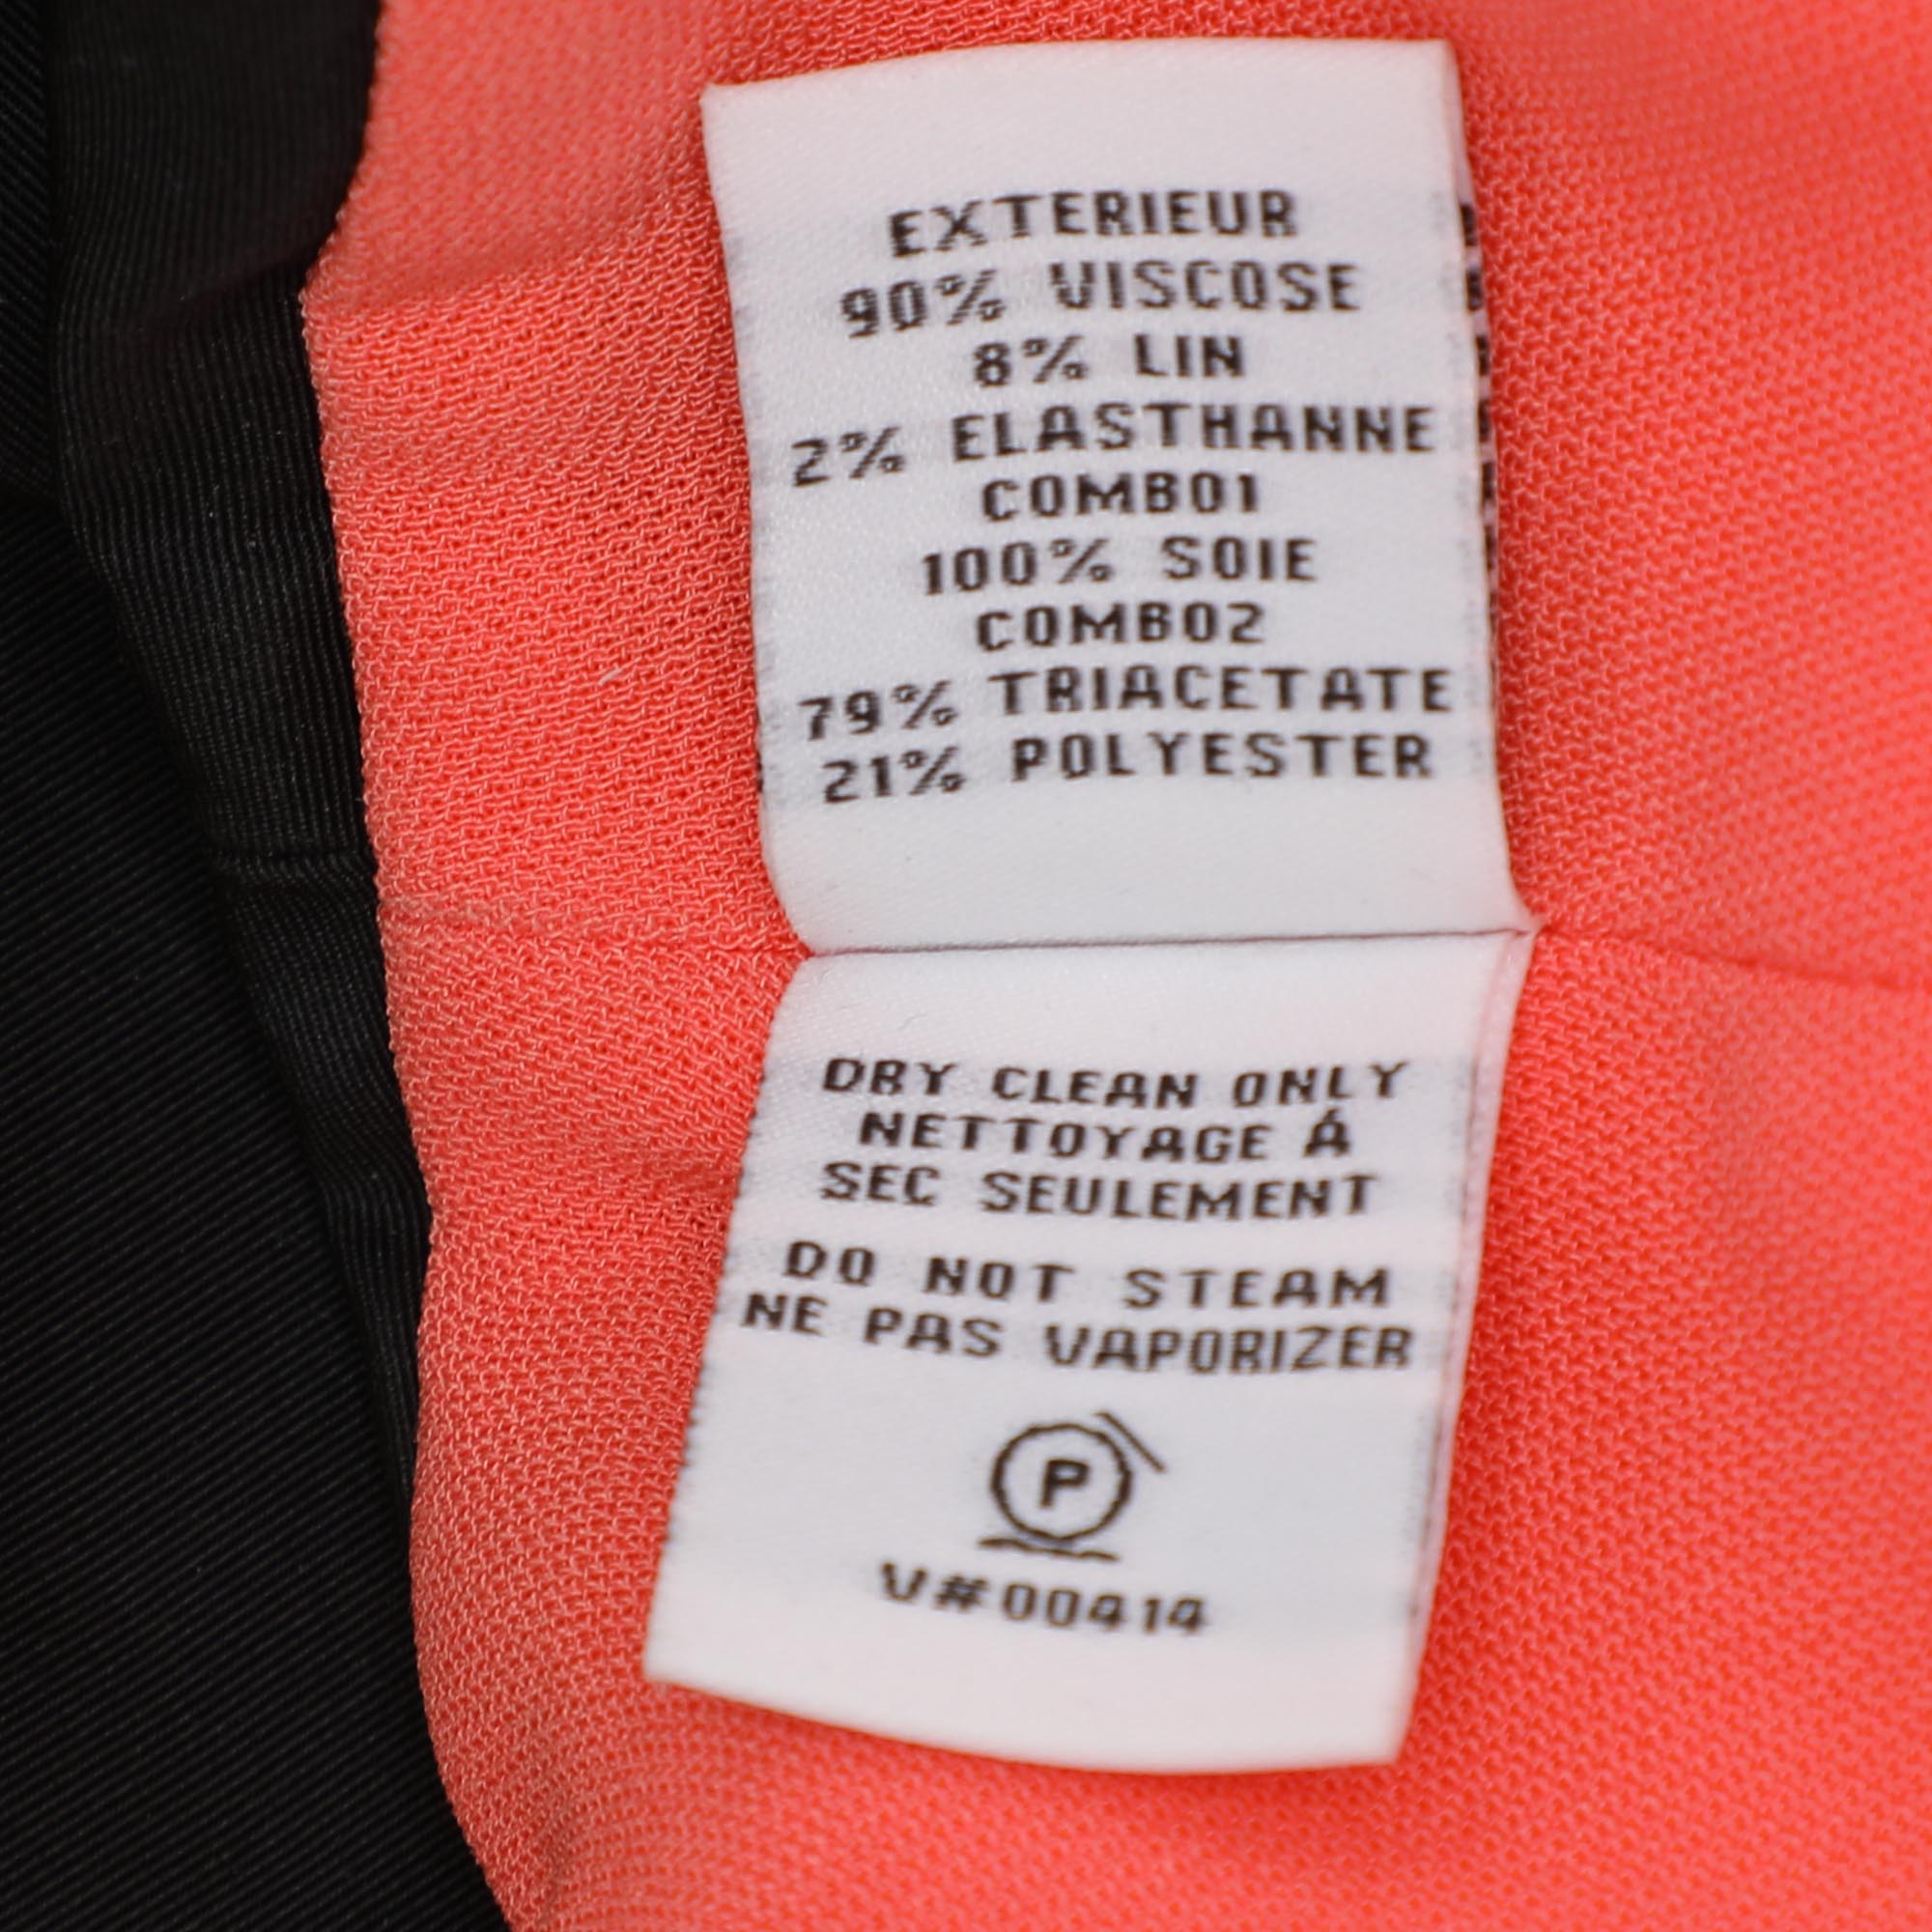 EXTERIEUR
90% VISCOSE
8% LIN
2% ELASTHANNE
COMBO1
100% SOIE
COMBO2
79% TRIACETATE
21% POLYESTER
DRY CLEAN ONLY
NETTOYAGE Á
SEC SEULEMENT
DO NOT STEAM
NE PAS VAPORIZER
P
V#00414